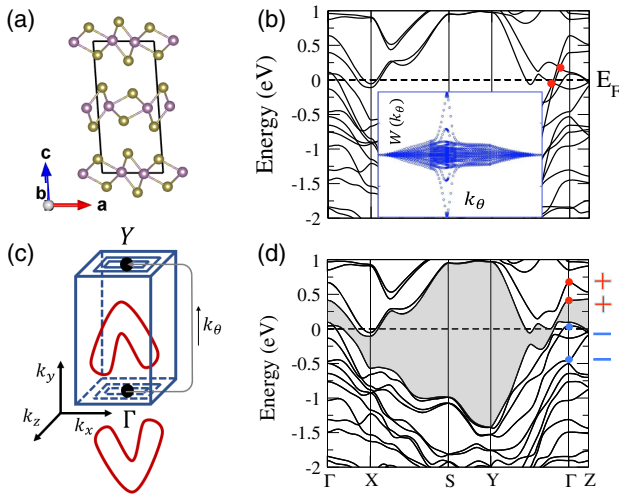 (a)
c
b
a
(b)
Energy (eV)
1
0.5
0
-0.5
-1
-1.5
-2
E_F
W(k_θ)
k_θ
(c)
Y
k_θ
k_y
k_z
k_x
Γ
(d)
Energy (eV)
1
0.5
0
-0.5
-1
-1.5
-2
Γ X S Y Γ Z
+
+
−
−